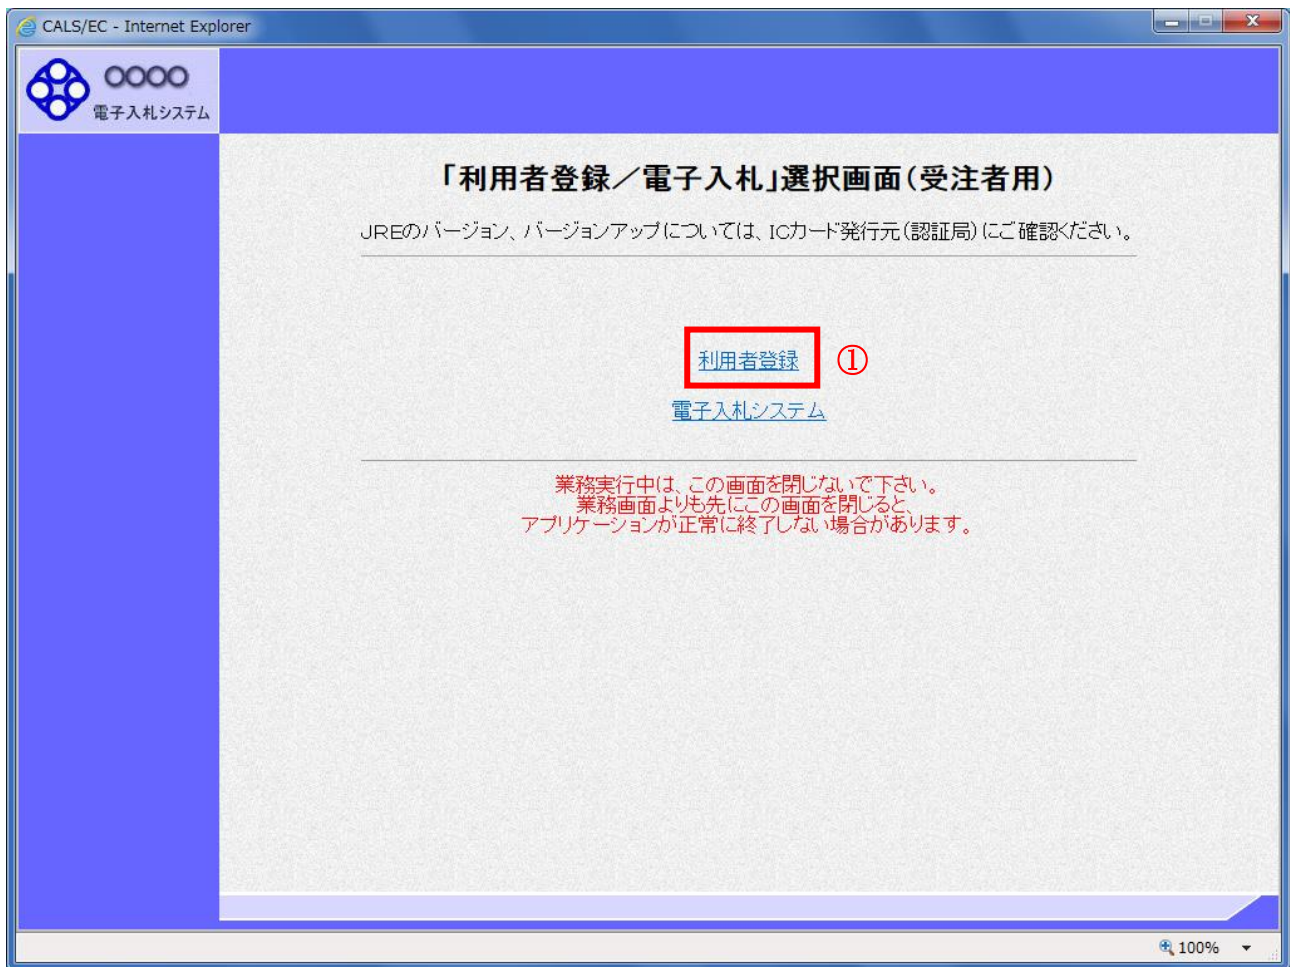 CALS/EC - Internet Explorer
○○○○
電子入札システム
「利用者登録／電子入札」選択画面(受注者用)
JREのバージョン、バージョンアップについては、ICカード発行元(認証局)にご確認ください。
利用者登録 ①
電子入札システム
業務実行中は、この画面を閉じないで下さい。
業務画面よりも先にこの画面を閉じると、
アプリケーションが正常に終了しない場合があります。
100%